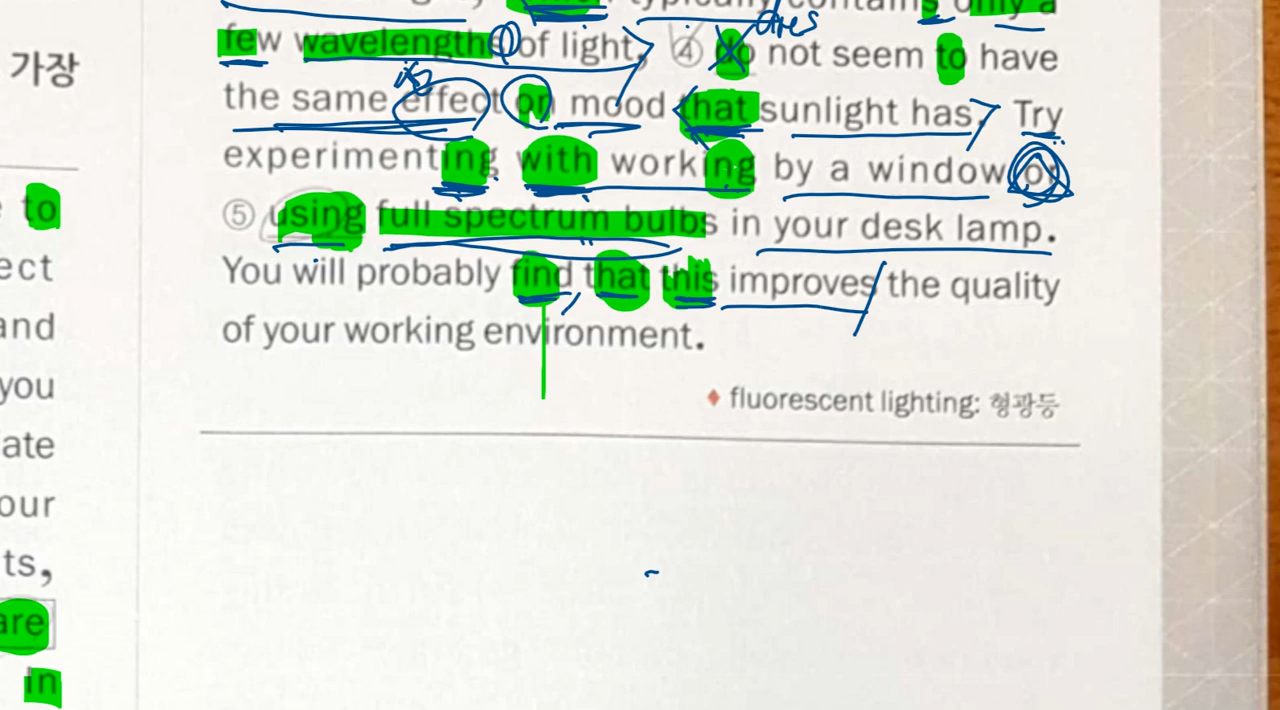 contains only a
few wavelengths of light, ④ do not seem to have
does
the same effect on mood that sunlight has. Try
experimenting with working by a window or
⑤ using full spectrum bulbs in your desk lamp.
You will probably find that this improves the quality
of your working environment.
♦ fluorescent lighting: 형광등
가장
to
ect
and
you
ate
our
ts,
are
in